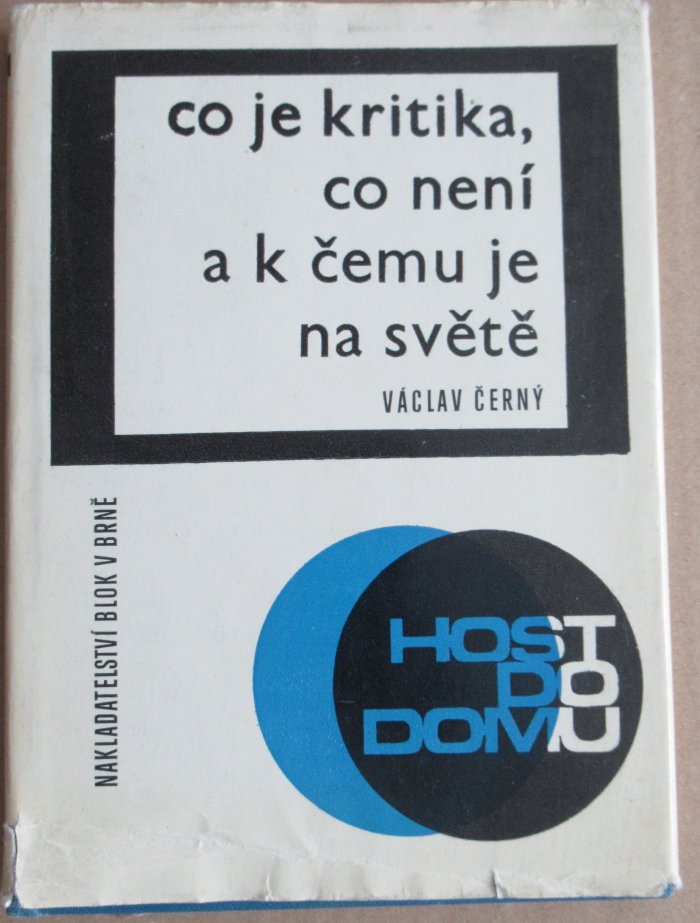 co je kritika,
co není
a k čemu je
na světě
VÁCLAV ČERNÝ
NAKLADATELSTVÍ BLOK V BRNĚ
HOST
DO
DOMU